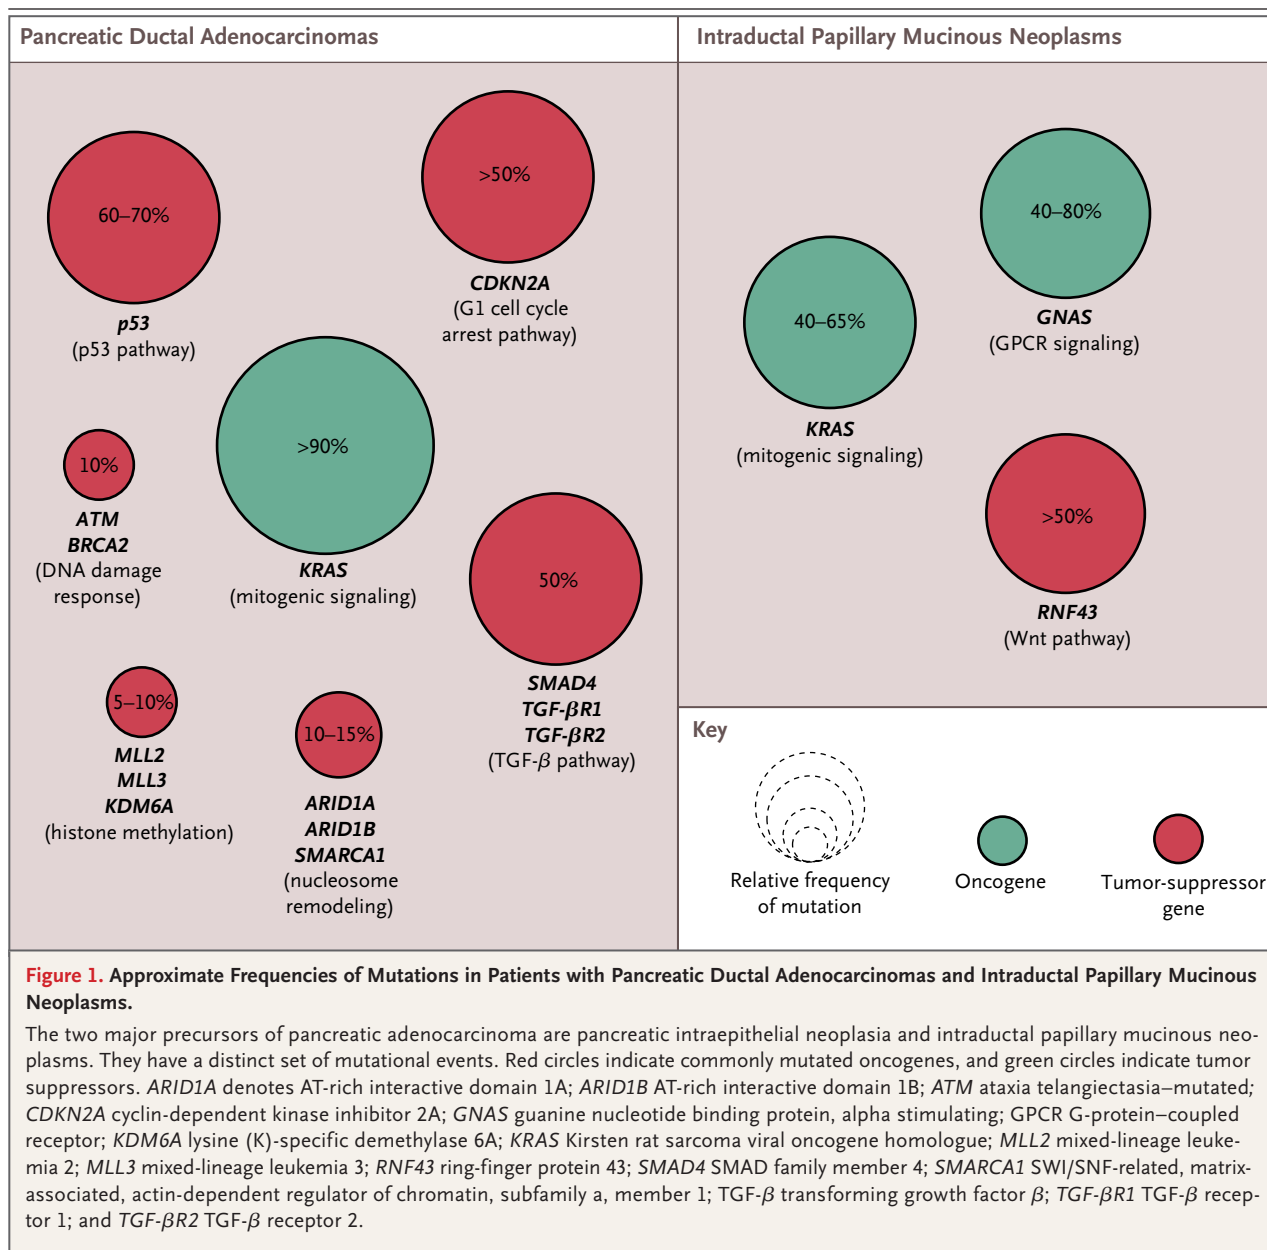 Pancreatic Ductal Adenocarcinomas
Intraductal Papillary Mucinous Neoplasms
60–70%
p53
(p53 pathway)
>50%
CDKN2A
(G1 cell cycle
arrest pathway)
10%
ATM
BRCA2
(DNA damage
response)
>90%
KRAS
(mitogenic signaling)
50%
SMAD4
TGF-βR1
TGF-βR2
(TGF-β pathway)
5–10%
MLL2
MLL3
KDM6A
(histone methylation)
10–15%
ARID1A
ARID1B
SMARCA1
(nucleosome
remodeling)
40–80%
GNAS
(GPCR signaling)
40–65%
KRAS
(mitogenic signaling)
>50%
RNF43
(Wnt pathway)
Key
Relative frequency
of mutation
Oncogene
Tumor-suppressor
gene
Figure 1. Approximate Frequencies of Mutations in Patients with Pancreatic Ductal Adenocarcinomas and Intraductal Papillary Mucinous
Neoplasms.
The two major precursors of pancreatic adenocarcinoma are pancreatic intraepithelial neoplasia and intraductal papillary mucinous neo-
plasms. They have a distinct set of mutational events. Red circles indicate commonly mutated oncogenes, and green circles indicate tumor
suppressors. ARID1A denotes AT-rich interactive domain 1A; ARID1B AT-rich interactive domain 1B; ATM ataxia telangiectasia–mutated;
CDKN2A cyclin-dependent kinase inhibitor 2A; GNAS guanine nucleotide binding protein, alpha stimulating; GPCR G-protein–coupled
receptor; KDM6A lysine (K)-specific demethylase 6A; KRAS Kirsten rat sarcoma viral oncogene homologue; MLL2 mixed-lineage leuke-
mia 2; MLL3 mixed-lineage leukemia 3; RNF43 ring-finger protein 43; SMAD4 SMAD family member 4; SMARCA1 SWI/SNF-related, matrix-
associated, actin-dependent regulator of chromatin, subfamily a, member 1; TGF-β transforming growth factor β; TGF-βR1 TGF-β recep-
tor 1; and TGF-βR2 TGF-β receptor 2.